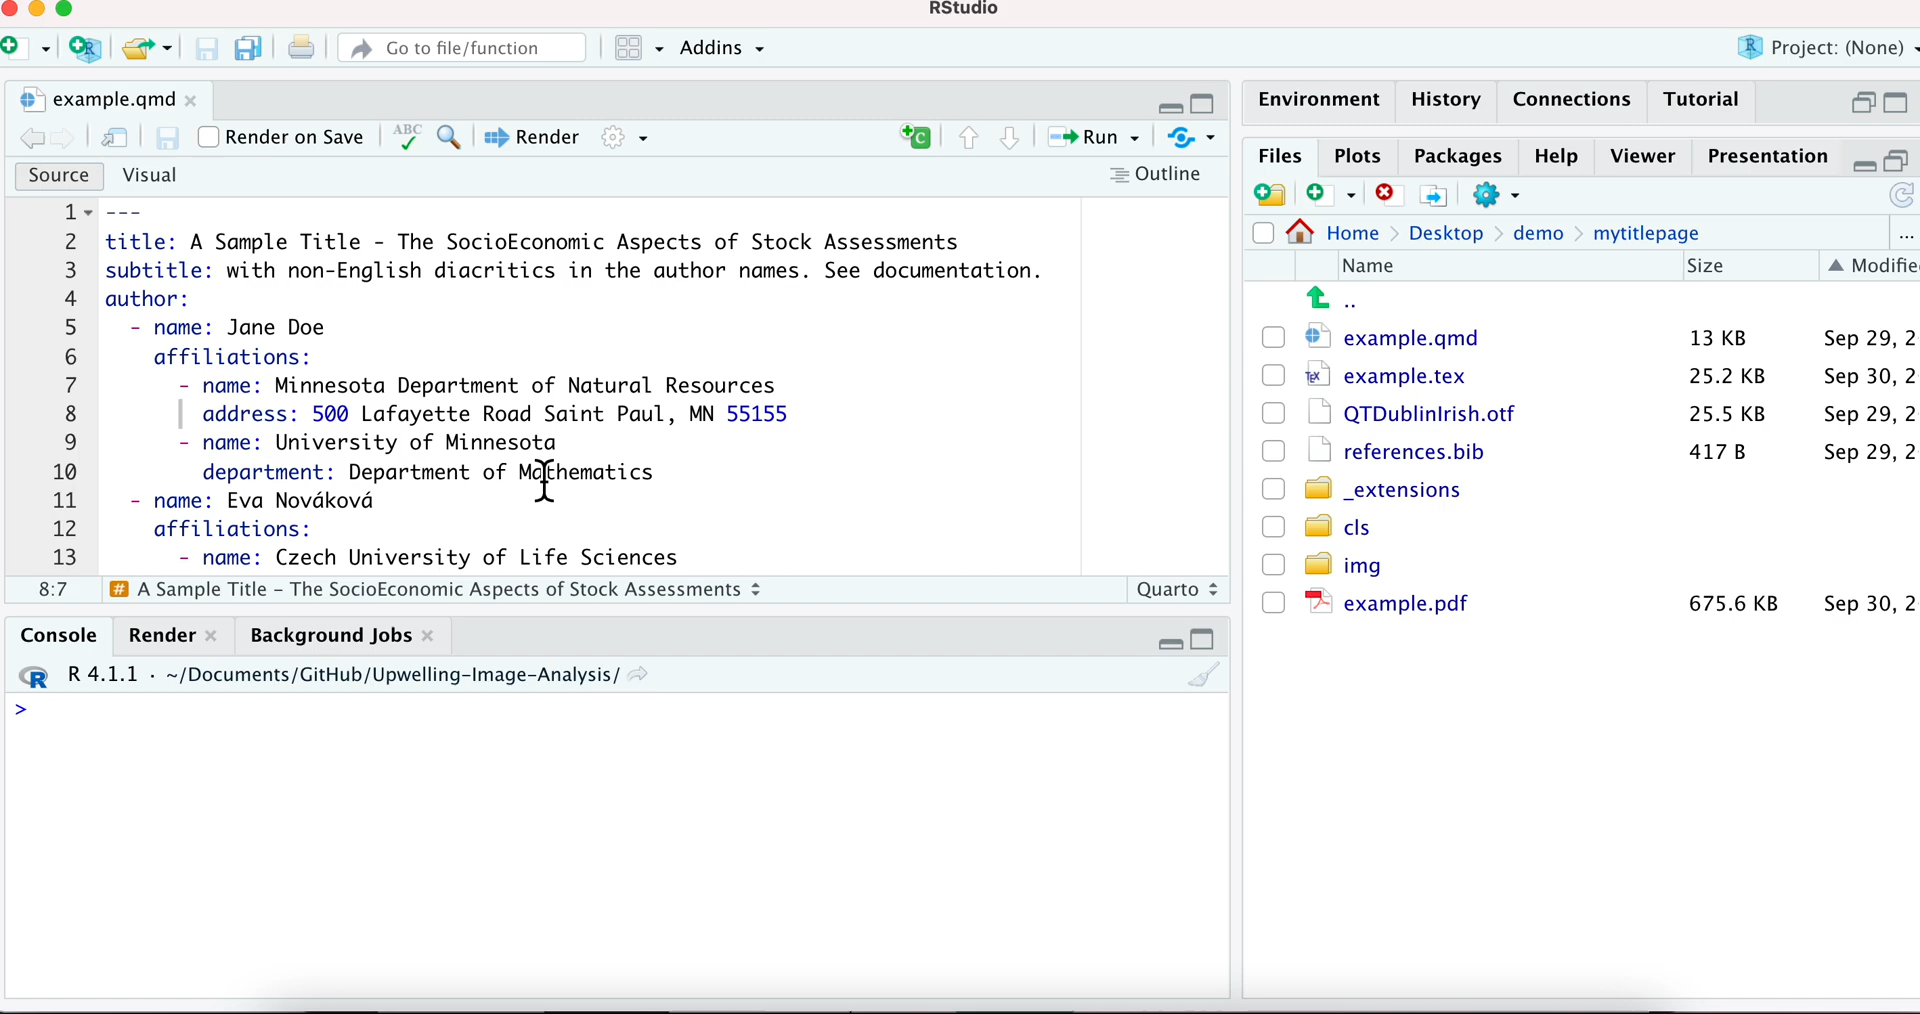 RStudio
Go to file/function
Addins
Project: (None)
example.qmd
Render on Save
ABC
Render
Run
Source
Visual
Outline
1 ---
2 title: A Sample Title - The SocioEconomic Aspects of Stock Assessments
3 subtitle: with non-English diacritics in the author names. See documentation.
4 author:
5 - name: Jane Doe
6 affiliations:
7 - name: Minnesota Department of Natural Resources
8 address: 500 Lafayette Road Saint Paul, MN 55155
9 - name: University of Minnesota
10 department: Department of Mathematics
11 - name: Eva Nováková
12 affiliations:
13 - name: Czech University of Life Sciences
8:7 # A Sample Title - The SocioEconomic Aspects of Stock Assessments Quarto
Console Render Background Jobs
R 4.1.1 · ~/Documents/GitHub/Upwelling-Image-Analysis/
>
Environment History Connections Tutorial
Files Plots Packages Help Viewer Presentation
Home > Desktop > demo > mytitlepage ...
Name Size Modifie
..
example.qmd 13 KB Sep 29, 2
example.tex 25.2 KB Sep 30, 2
QTDublinIrish.otf 25.5 KB Sep 29, 2
references.bib 417 B Sep 29, 2
_extensions
cls
img
example.pdf 675.6 KB Sep 30, 2